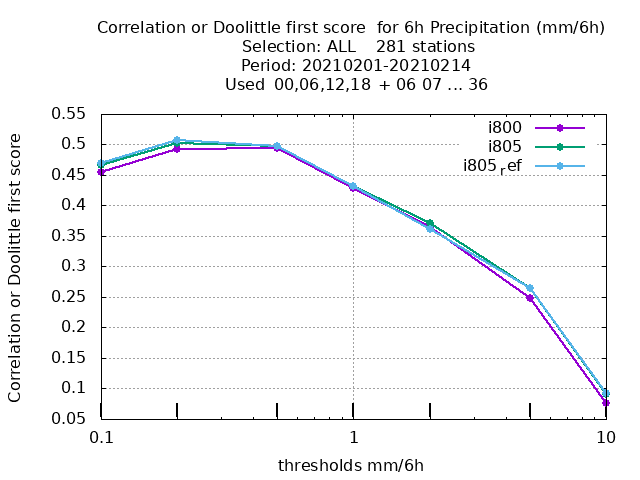 Correlation or Doolittle first score  for 6h Precipitation (mm/6h)
Selection: ALL    281 stations
Period: 20210201-20210214
Used  00,06,12,18  + 06 07 ... 36
Correlation or Doolittle first score
0.55
0.5
0.45
0.4
0.35
0.3
0.25
0.2
0.15
0.1
0.05
i800
i805
i805ref
0.1
1
10
thresholds mm/6h